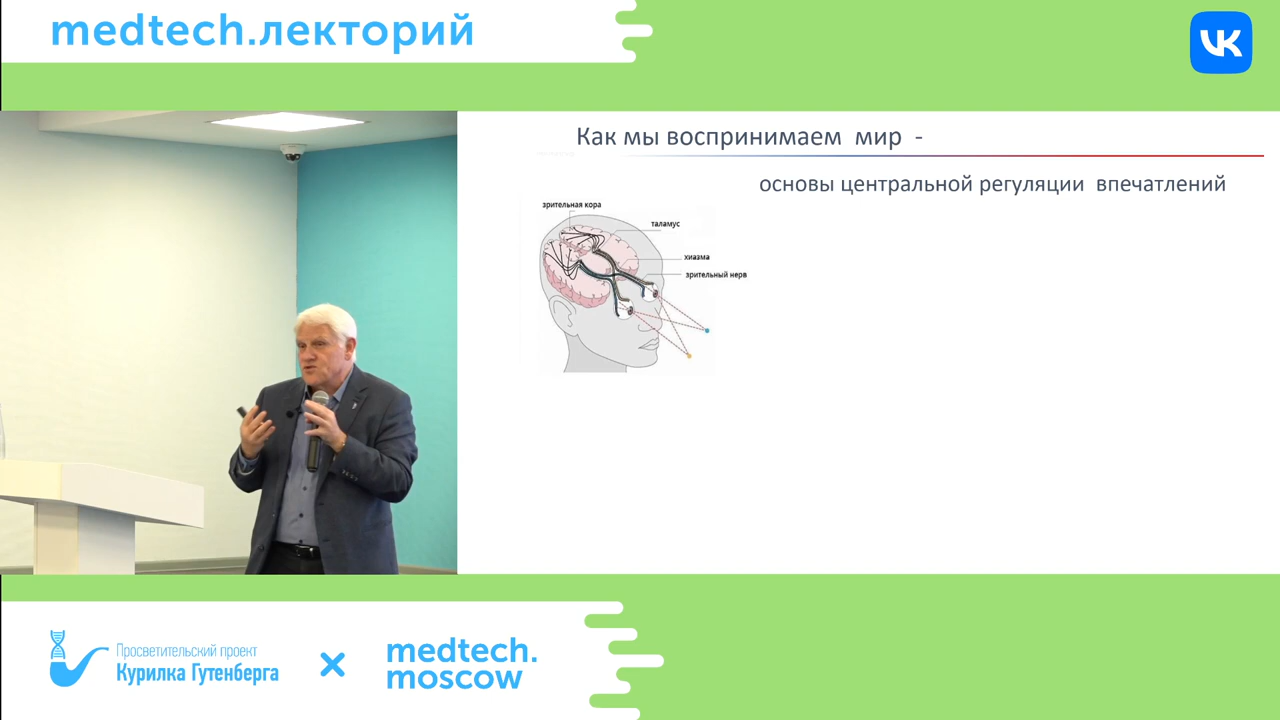 medtech.лекторий
VK
Как мы воспринимаем мир -
основы центральной регуляции впечатлений
зрительная кора
таламус
хиазма
зрительный нерв
Просветительский проект
Курилка Гутенберга
×
medtech.
moscow